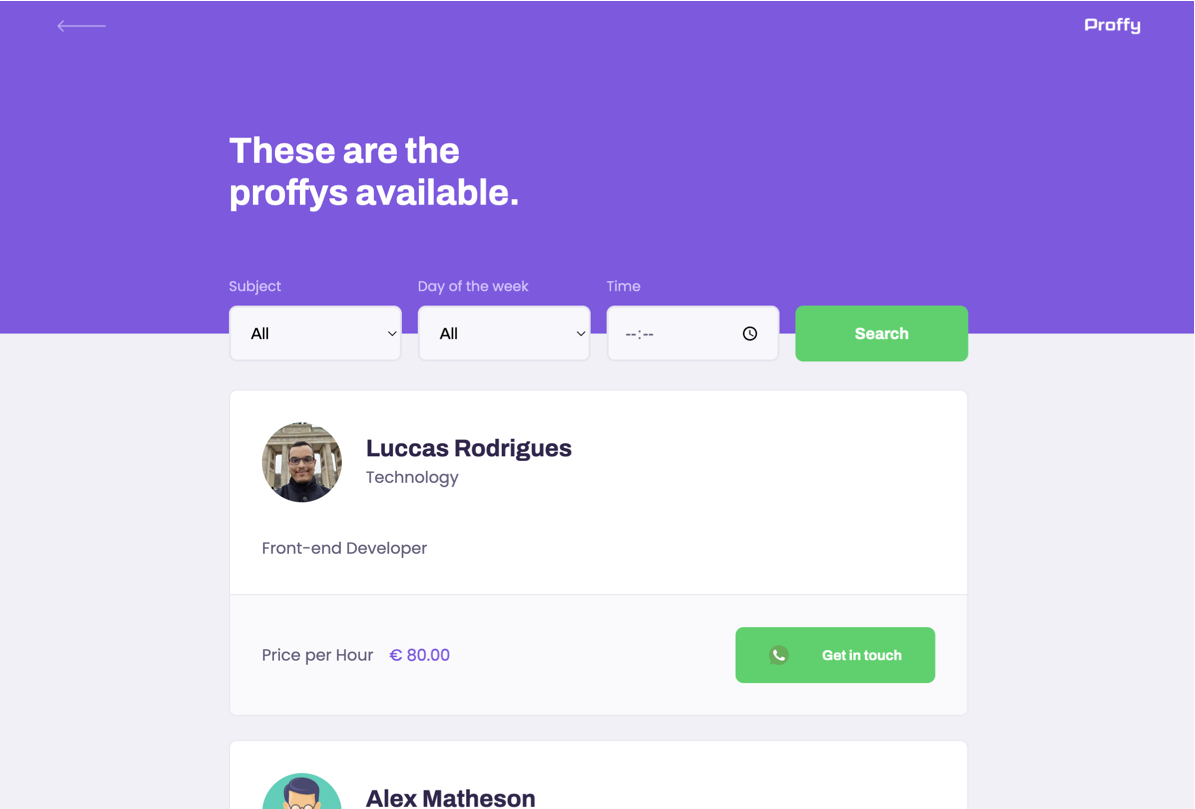 Proffy
These are the
proffys available.
Subject
Day of the week
Time
All
All
--:--
Search
Luccas Rodrigues
Technology
Front-end Developer
Price per Hour € 80.00
Get in touch
Alex Matheson